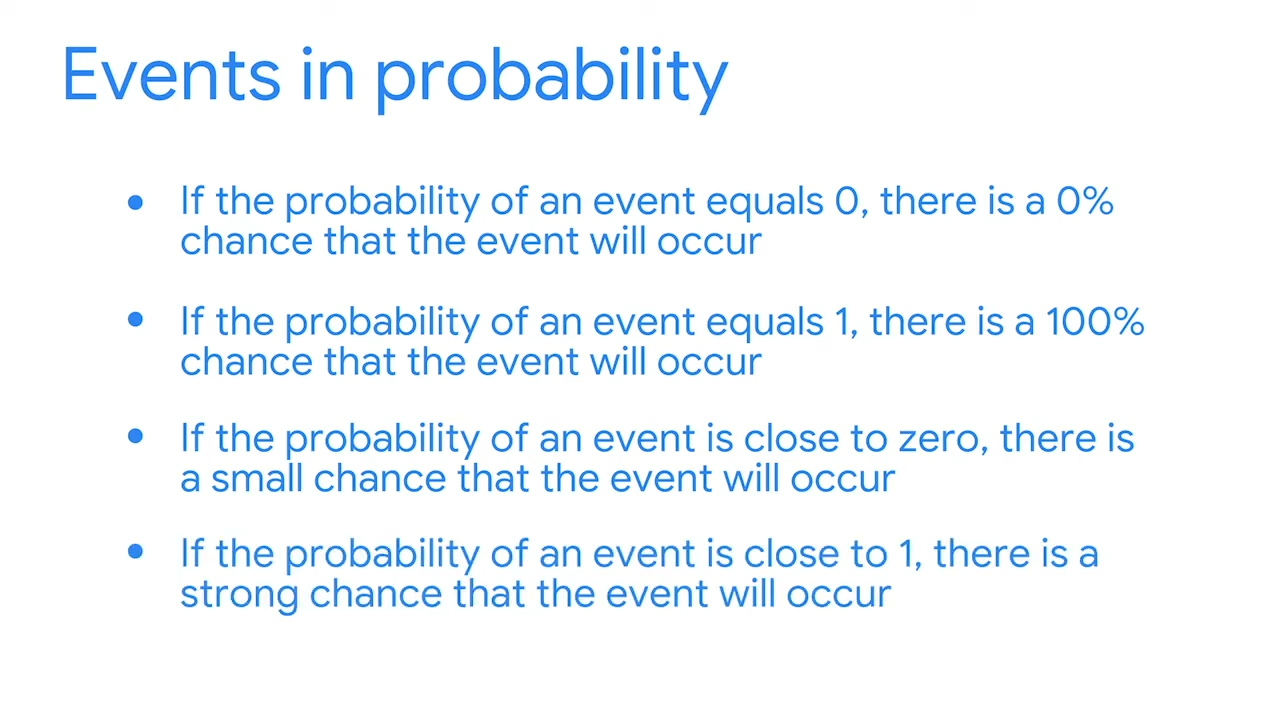 Events in probability
• If the probability of an event equals 0, there is a 0%
chance that the event will occur
• If the probability of an event equals 1, there is a 100%
chance that the event will occur
• If the probability of an event is close to zero, there is
a small chance that the event will occur
• If the probability of an event is close to 1, there is a
strong chance that the event will occur